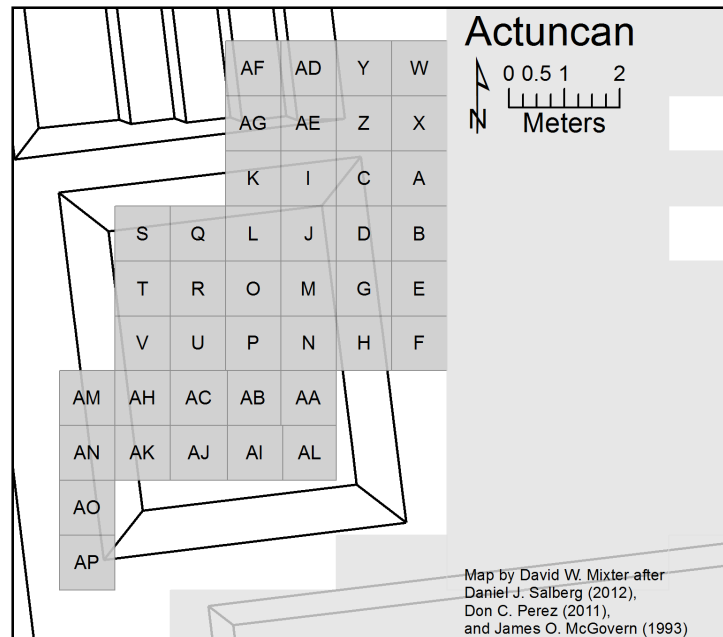 Actuncan
0 0.5 1 2
Meters
N
AF AD Y W
AG AE Z X
K I C A
S Q L J D B
T R O M G E
V U P N H F
AM AH AC AB AA
AN AK AJ AI AL
AO
AP
Map by David W. Mixter after
Daniel J. Salberg (2012),
Don C. Perez (2011),
and James O. McGovern (1993)